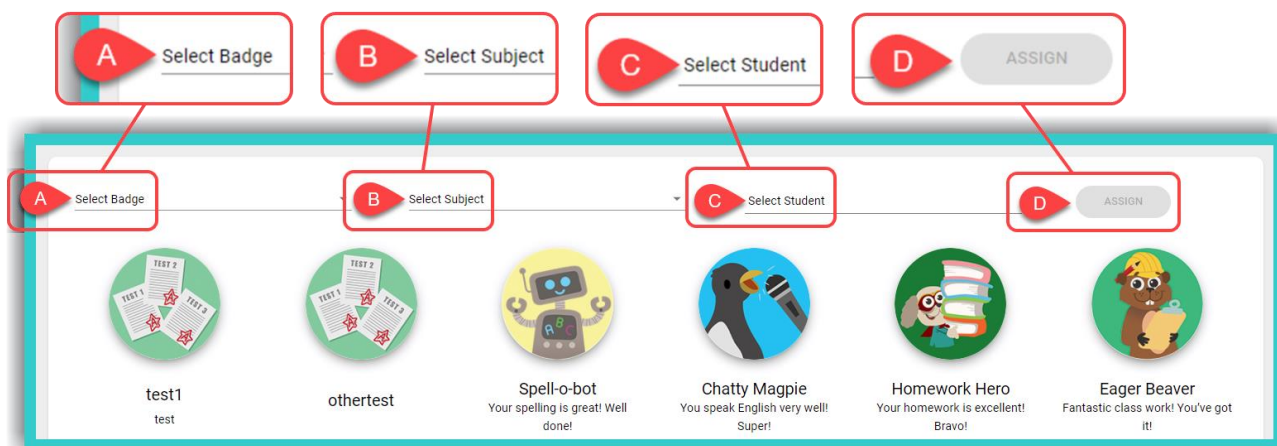 A Select Badge
B Select Subject
C Select Student
D ASSIGN
A Select Badge
B Select Subject
C Select Student
D ASSIGN
TEST 2
TEST 1
TEST 3
TEST 2
TEST 1
TEST 3
A B C
test1
test
othertest
Spell-o-bot
Your spelling is great! Well
done!
Chatty Magpie
You speak English very well!
Super!
Homework Hero
Your homework is excellent!
Bravo!
Eager Beaver
Fantastic class work! You've got
it!